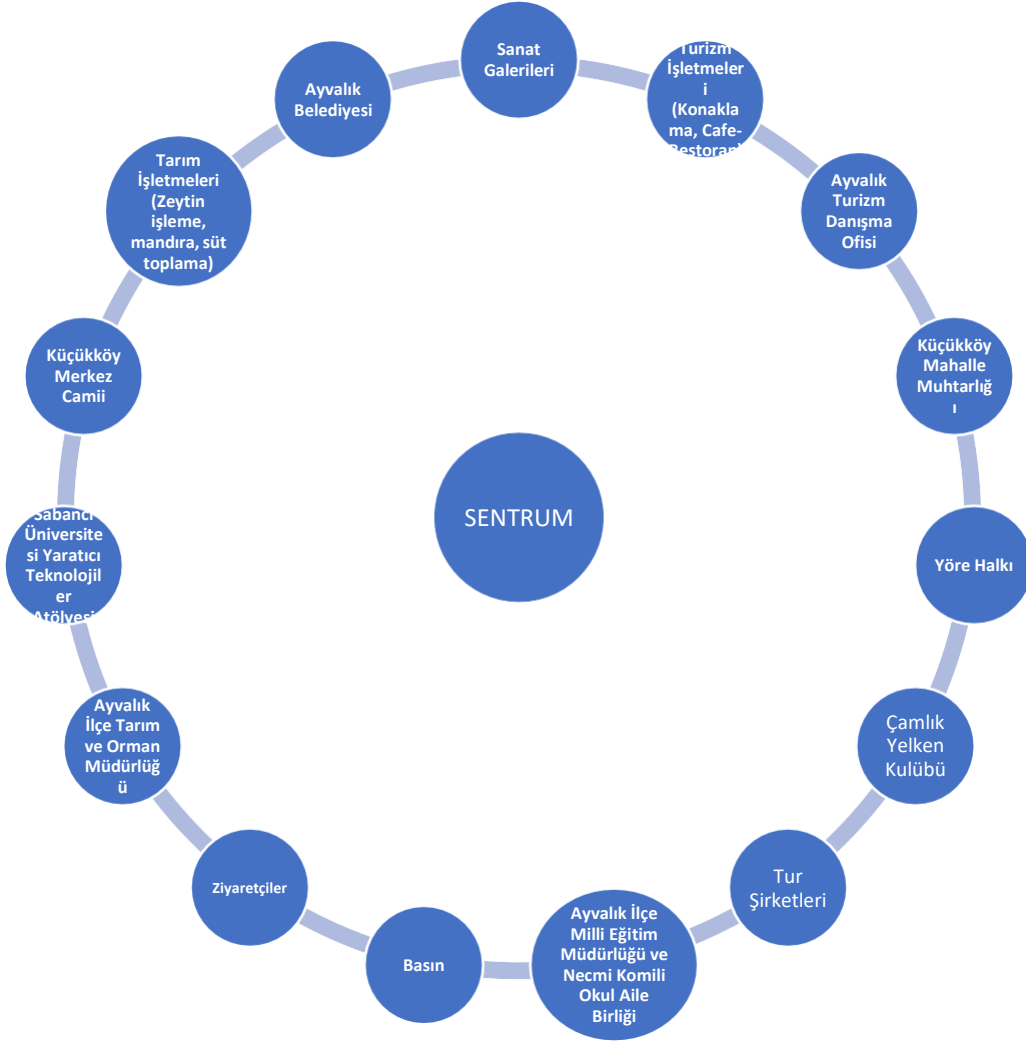 Sanat
Galerileri
Turizm
İşletmeler
i
(Konakla
ma, Cafe-
Restoran)
Ayvalık
Turizm
Danışma
Ofisi
Küçükköy
Mahalle
Muhtarlığ
ı
Yöre Halkı
Çamlık
Yelken
Kulübü
Tur
Şirketleri
Ayvalık İlçe
Milli Eğitim
Müdürlüğü ve
Necmi Komili
Okul Aile
Birliği
Basın
Ziyaretçiler
Ayvalık
İlçe Tarım
ve Orman
Müdürlüğ
ü
Sabancı
Üniversite
si Yaratıcı
Teknolojil
er
Atölyesi
Küçükköy
Merkez
Camii
Tarım
İşletmeleri
(Zeytin
işleme,
mandıra, süt
toplama)
Ayvalık
Belediyesi
SENTRUM